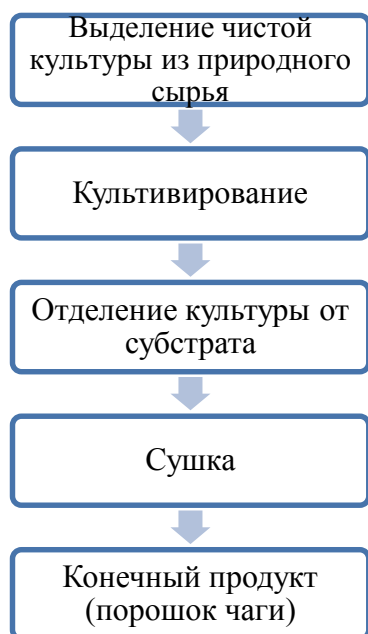 Выделение чистой
культуры из природного
сырья
Культивирование
Отделение культуры от
субстрата
Сушка
Конечный продукт
(порошок чаги)